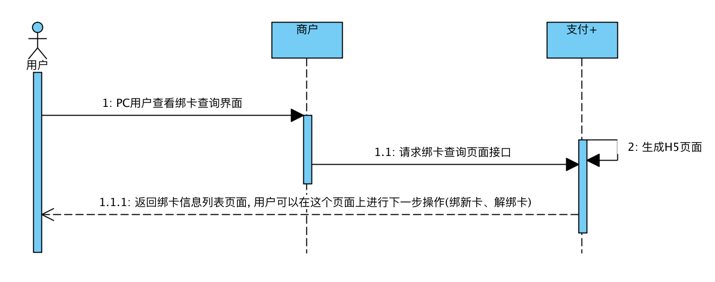 商户
支付+
用户
1: PC用户查看绑卡查询界面
1.1: 请求绑卡查询页面接口
2: 生成H5页面
1.1.1: 返回绑卡信息列表页面, 用户可以在这个页面上进行下一步操作(绑新卡、解绑卡)